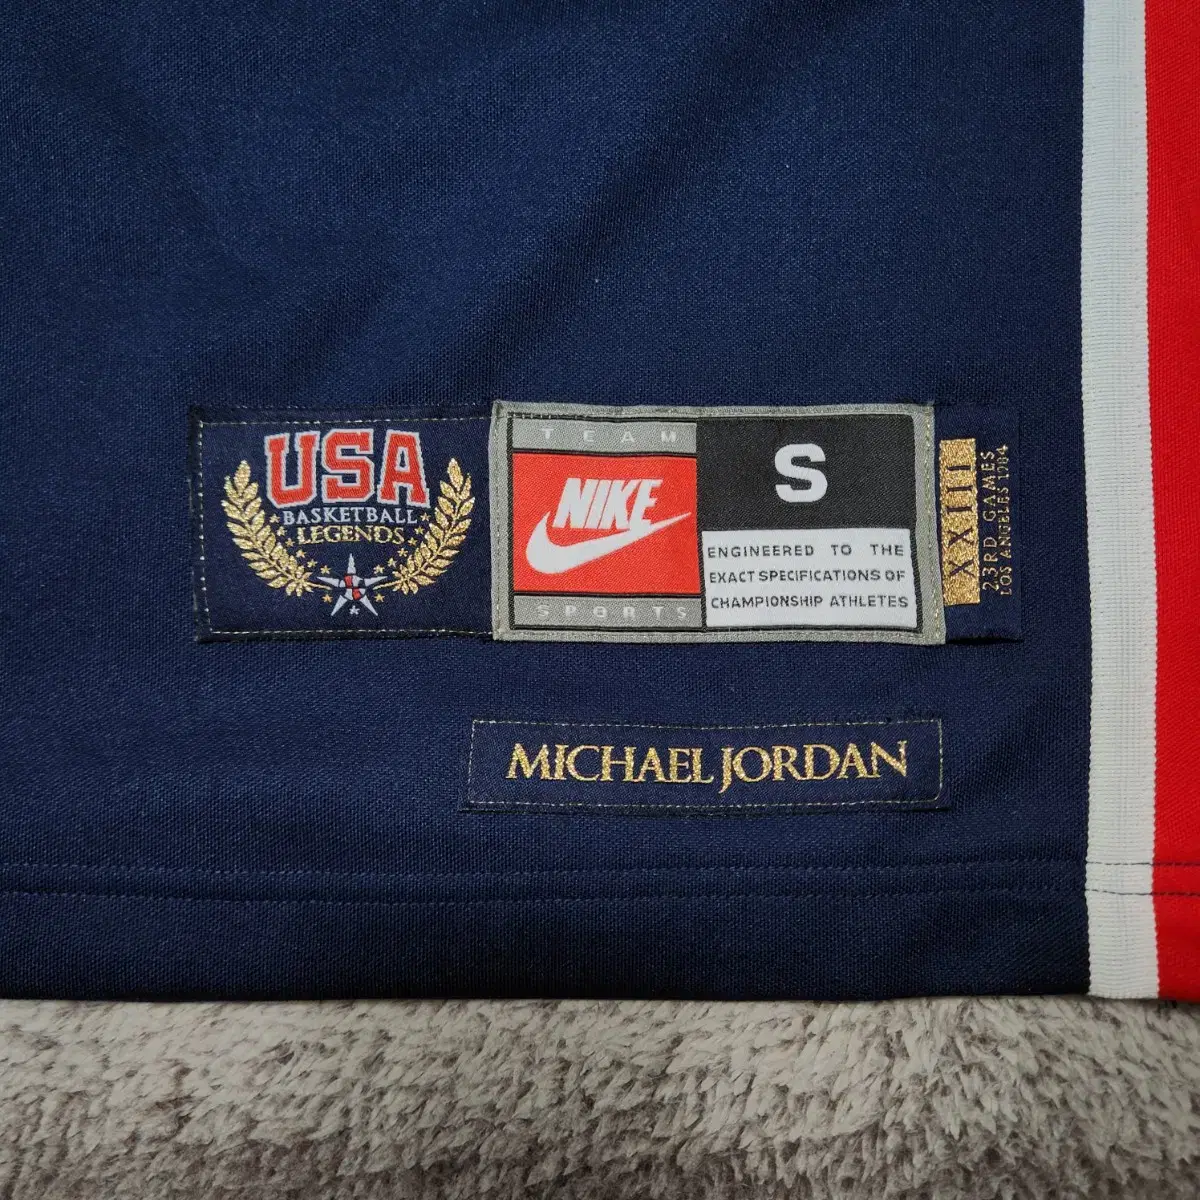 USA
BASKETBALL
LEGENDS
TEAM
NIKE
SPORTS
S
ENGINEERED TO THE
EXACT SPECIFICATIONS OF
CHAMPIONSHIP ATHLETES
XXIII
23RD GAMES
LOS ANGELES 1984
MICHAEL JORDAN